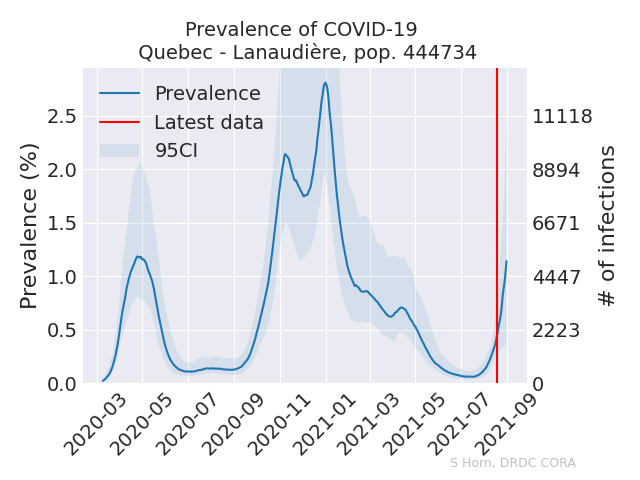 Prevalence of COVID-19
Quebec - Lanaudière, pop. 444734
Prevalence
Latest data
95CI
Prevalence (%)
2.5
2.0
1.5
1.0
0.5
0.0
11118
8894
6671
4447
2223
0
# of infections
2020-03
2020-05
2020-07
2020-09
2020-11
2021-01
2021-03
2021-05
2021-07
2021-09
S Horn, DRDC CORA